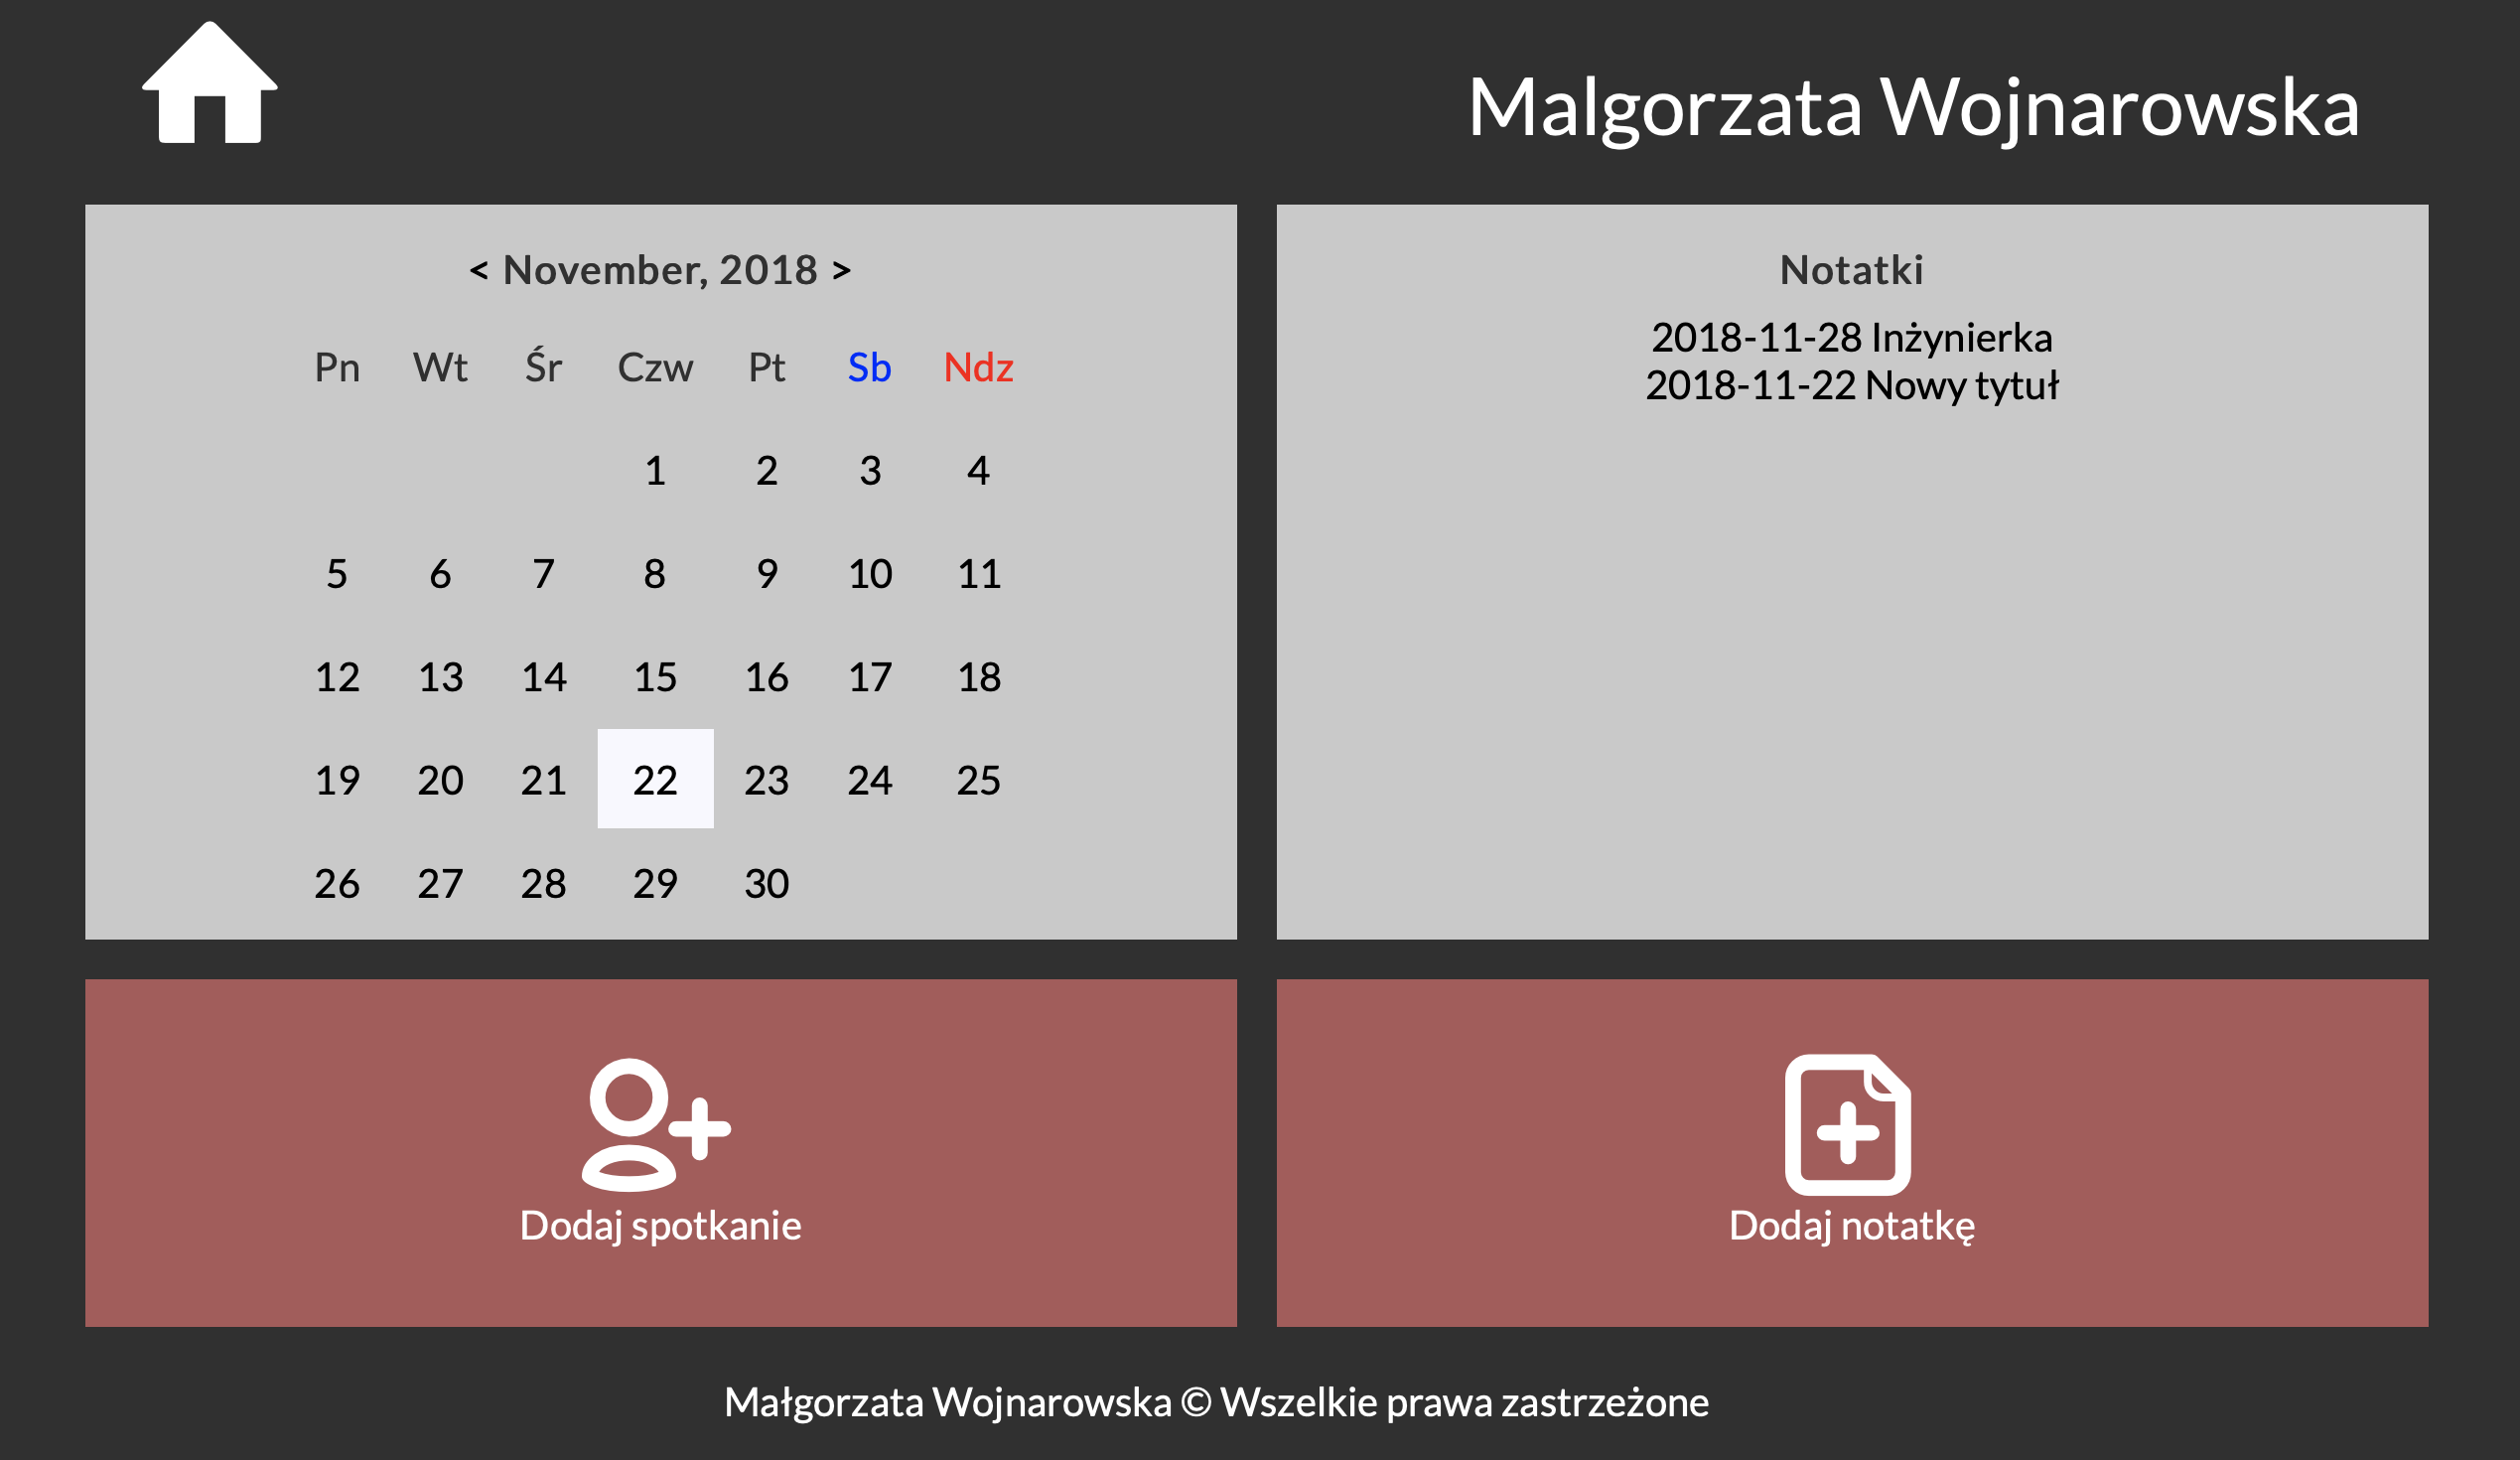 Malgorzata Wojnarowska
< November, 2018 >
Pn Wt Śr Czw Pt Sb Ndz
1 2 3 4
5 6 7 8 9 10 11
12 13 14 15 16 17 18
19 20 21 22 23 24 25
26 27 28 29 30
Notatki
2018-11-28 Inżynierka
2018-11-22 Nowy tytuł
Dodaj spotkanie
Dodaj notatkę
Małgorzata Wojnarowska © Wszelkie prawa zastrzeżone